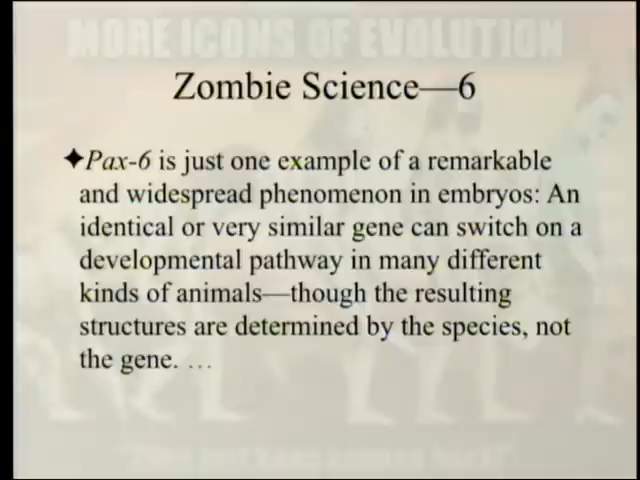 MORE ICONS OF EVOLUTION
Zombie Science—6
✦Pax-6 is just one example of a remarkable
and widespread phenomenon in embryos: An
identical or very similar gene can switch on a
developmental pathway in many different
kinds of animals—though the resulting
structures are determined by the species, not
the gene. …